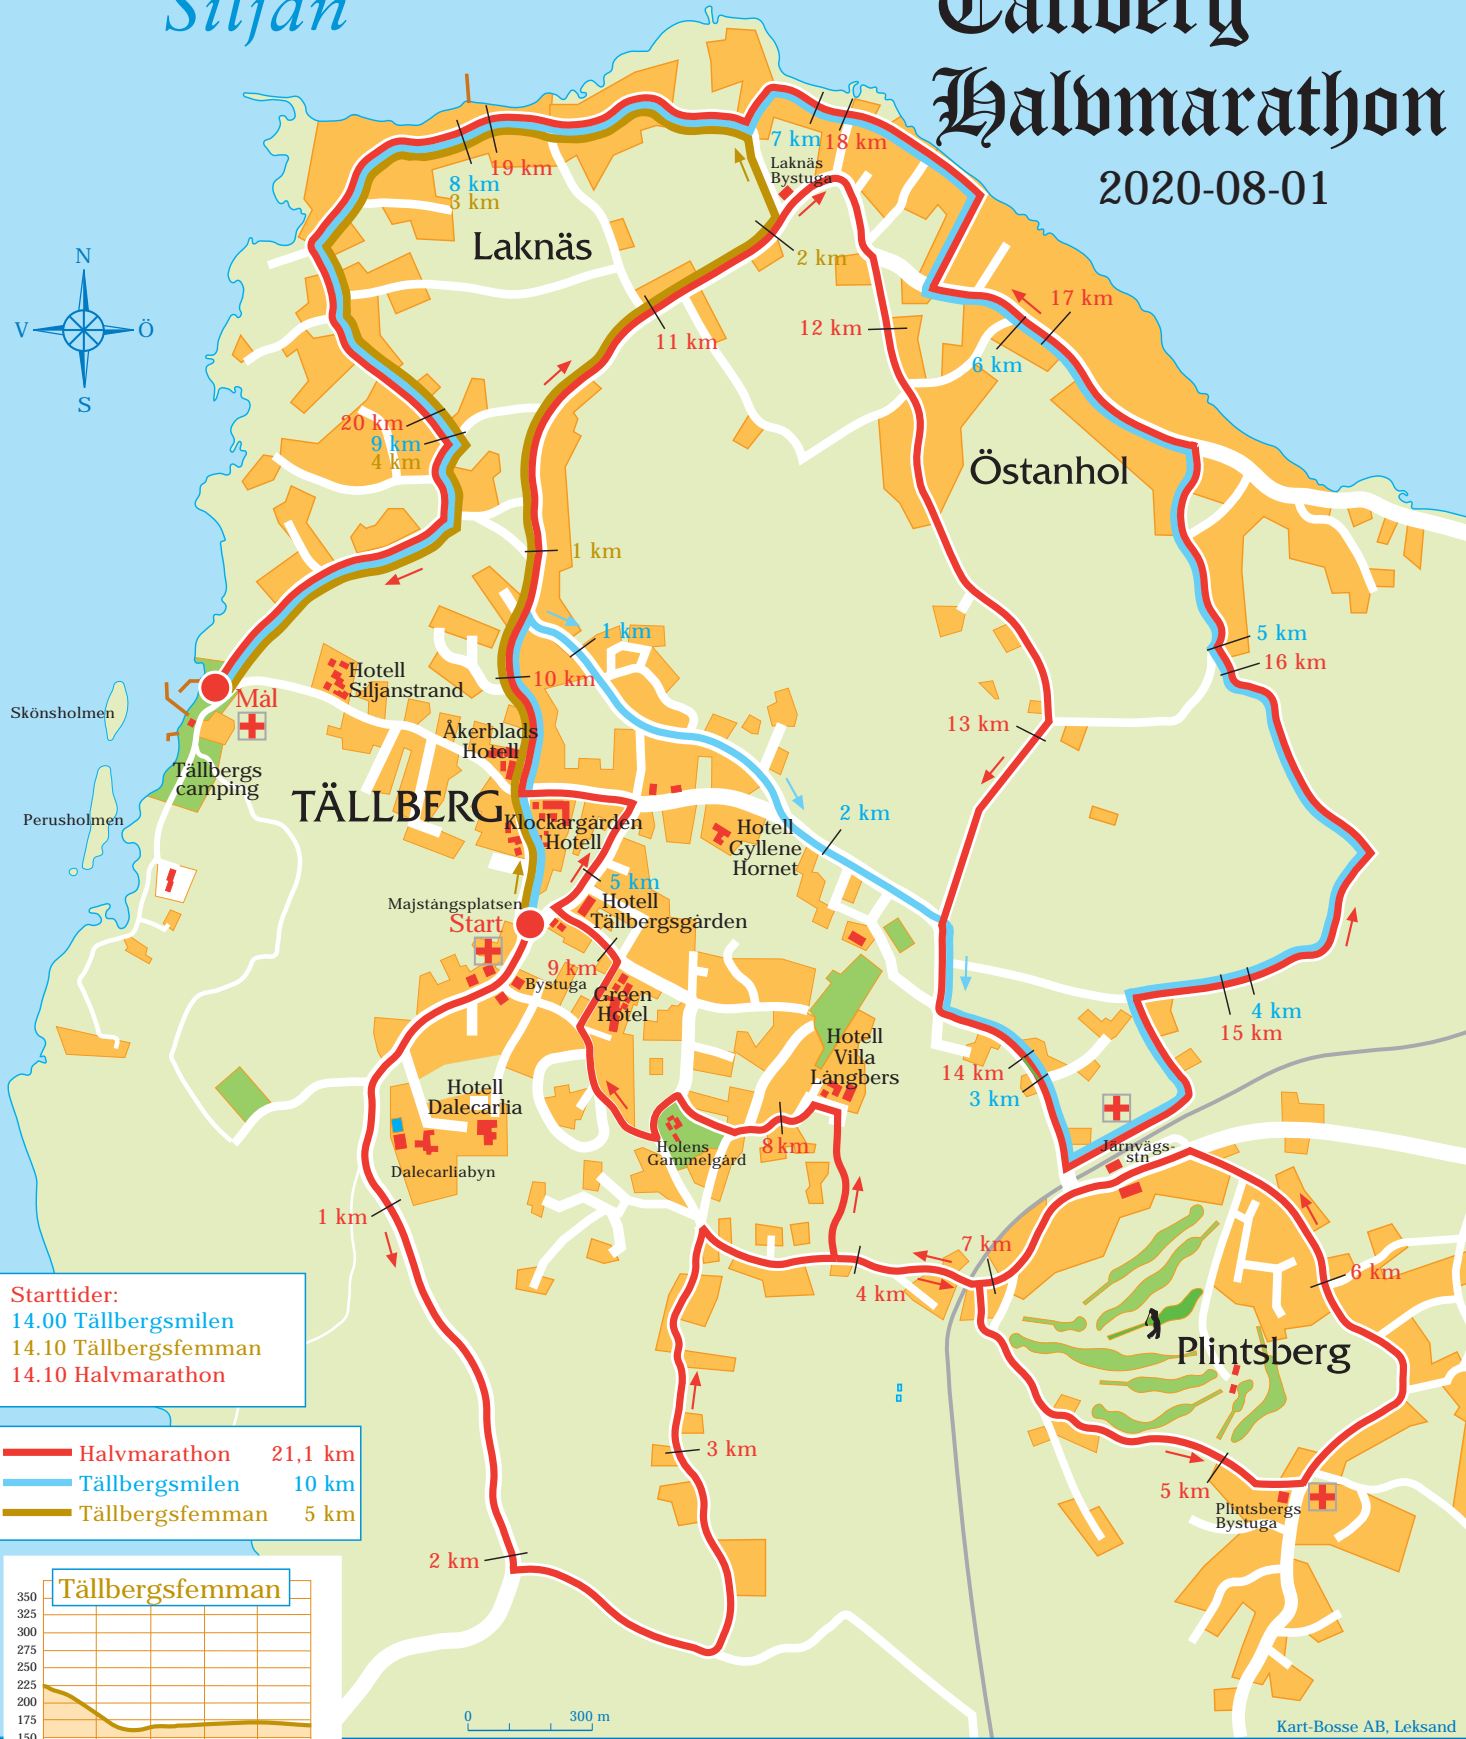 Siljan
Tällberg
Halvmarathon
2020-08-01
N
V
Ö
S
7 km
18 km
Laknäs
Bystuga
19 km
8 km
3 km
Laknäs
2 km
17 km
12 km
11 km
6 km
20 km
9 km
4 km
Östanhol
1 km
1 km
5 km
16 km
Hotell
Siljanstrand
10 km
Mål
Skönsholmen
Åkerblads
Hotell
13 km
Tällbergs
camping
TÄLLBERG
Perusholmen
Klockargården
Hotell
2 km
Hotell
Gyllene
Hornet
5 km
Majstångsplatsen
Start
Hotell
Tällbergsgården
9 km
Bystuga
Green
Hotel
4 km
15 km
Hotell
Villa
Långbers
14 km
3 km
Hotell
Dalecarlia
Järnvägs-
stn
Holens
Gammelgård
8 km
Dalecarliabyn
1 km
7 km
6 km
4 km
Plintsberg
Starttider:
14.00 Tällbergsmilen
14.10 Tällbergsfemman
14.10 Halvmarathon
3 km
Halvmarathon 21,1 km
Tällbergsmilen 10 km
Tällbergsfemman 5 km
5 km
Plintsbergs
Bystuga
2 km
Tällbergsfemman
350
325
300
275
250
225
200
175
150
0 300 m
Kart-Bosse AB, Leksand